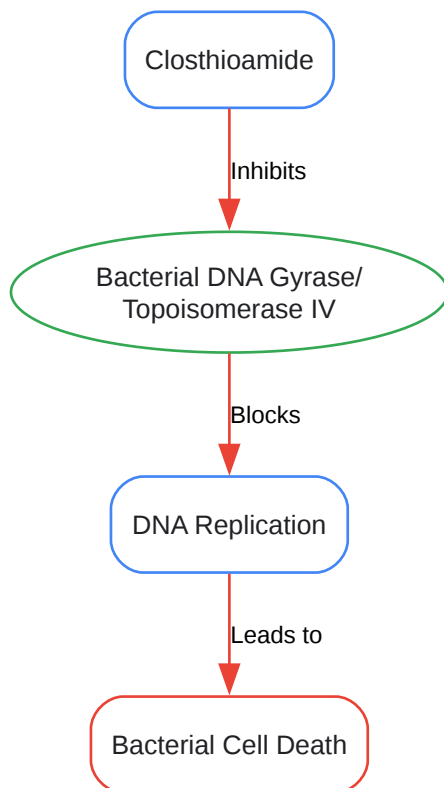 Closthioamide
Inhibits
Bacterial DNA Gyrase/
Topoisomerase IV
Blocks
DNA Replication
Leads to
Bacterial Cell Death